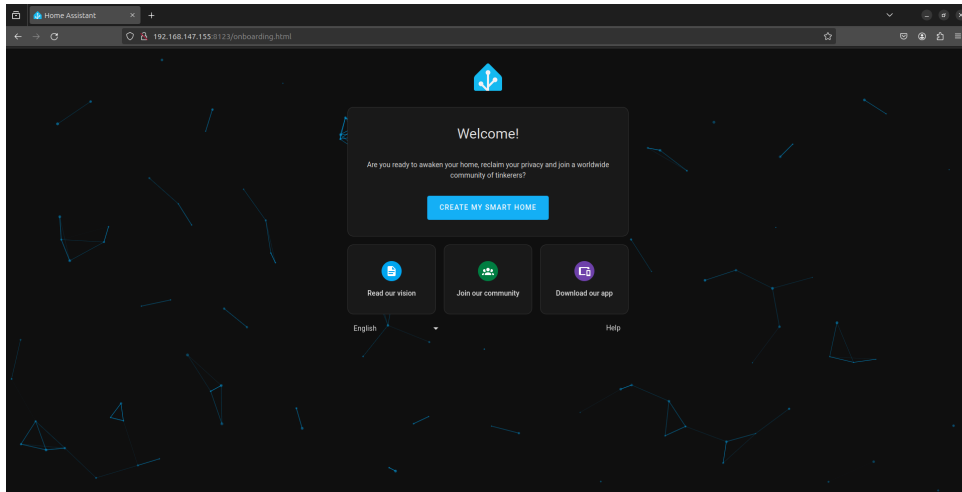 Home Assistant
192.168.147.155:8123/onboarding.html
Welcome!
Are you ready to awaken your home, reclaim your privacy and join a worldwide
community of tinkerers?
CREATE MY SMART HOME
Read our vision
Join our community
Download our app
English
Help